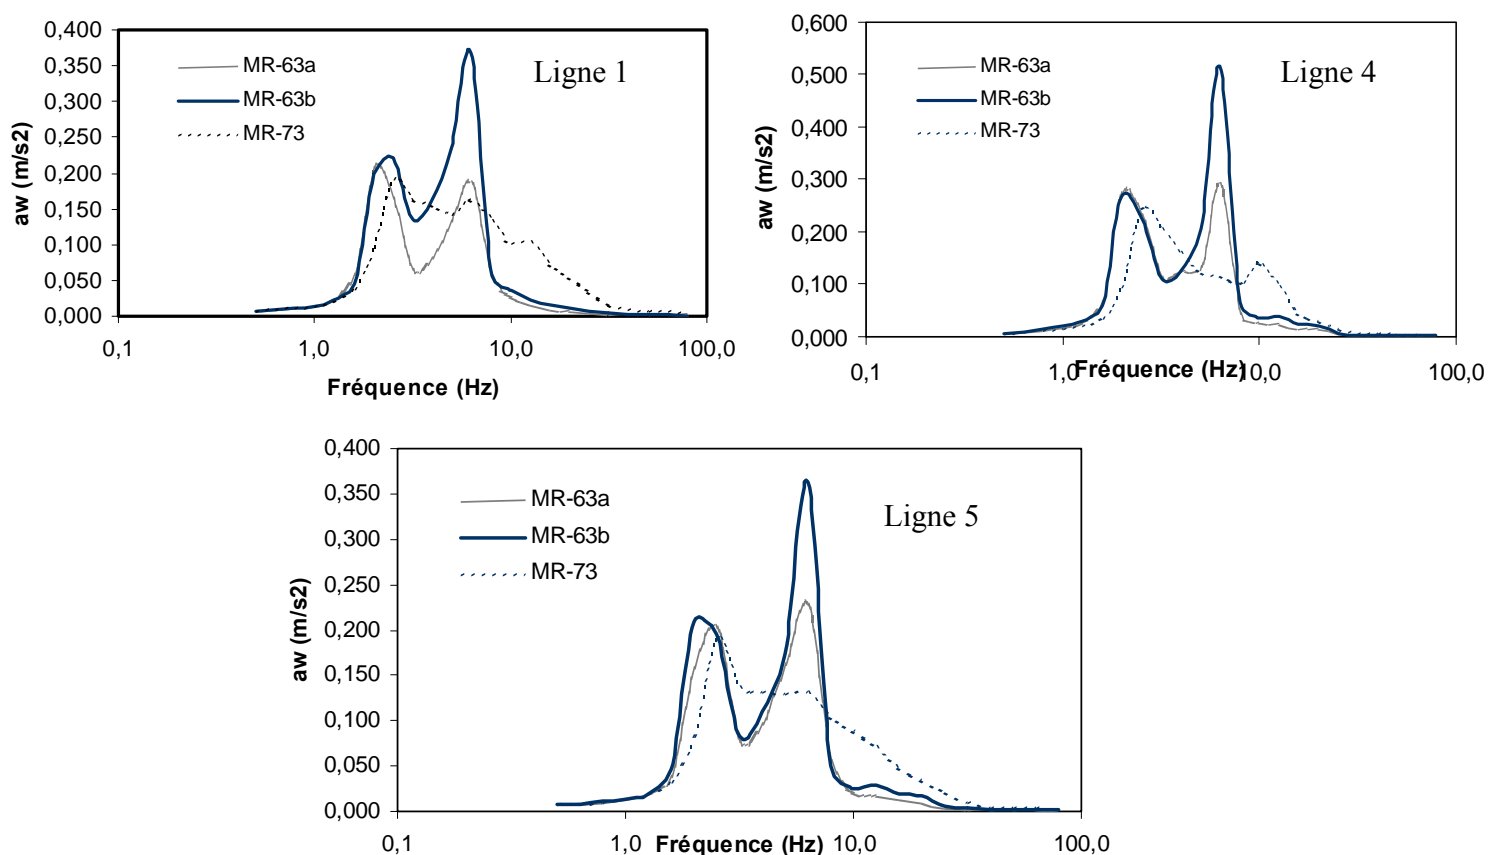 0,400
0,350
0,300
0,250
0,200
0,150
0,100
0,050
0,000
aw (m/s2)
MR-63a
MR-63b
MR-73
Ligne 1
0,1
1,0
10,0
100,0
Fréquence (Hz)
0,600
0,500
0,400
0,300
0,200
0,100
0,000
aw (m/s2)
MR-63a
MR-63b
MR-73
Ligne 4
0,1
1,0
Fréquence (Hz)
10,0
100,0
0,400
0,350
0,300
0,250
0,200
0,150
0,100
0,050
0,000
aw (m/s2)
MR-63a
MR-63b
MR-73
Ligne 5
0,1
1,0
Fréquence (Hz)
10,0
100,0